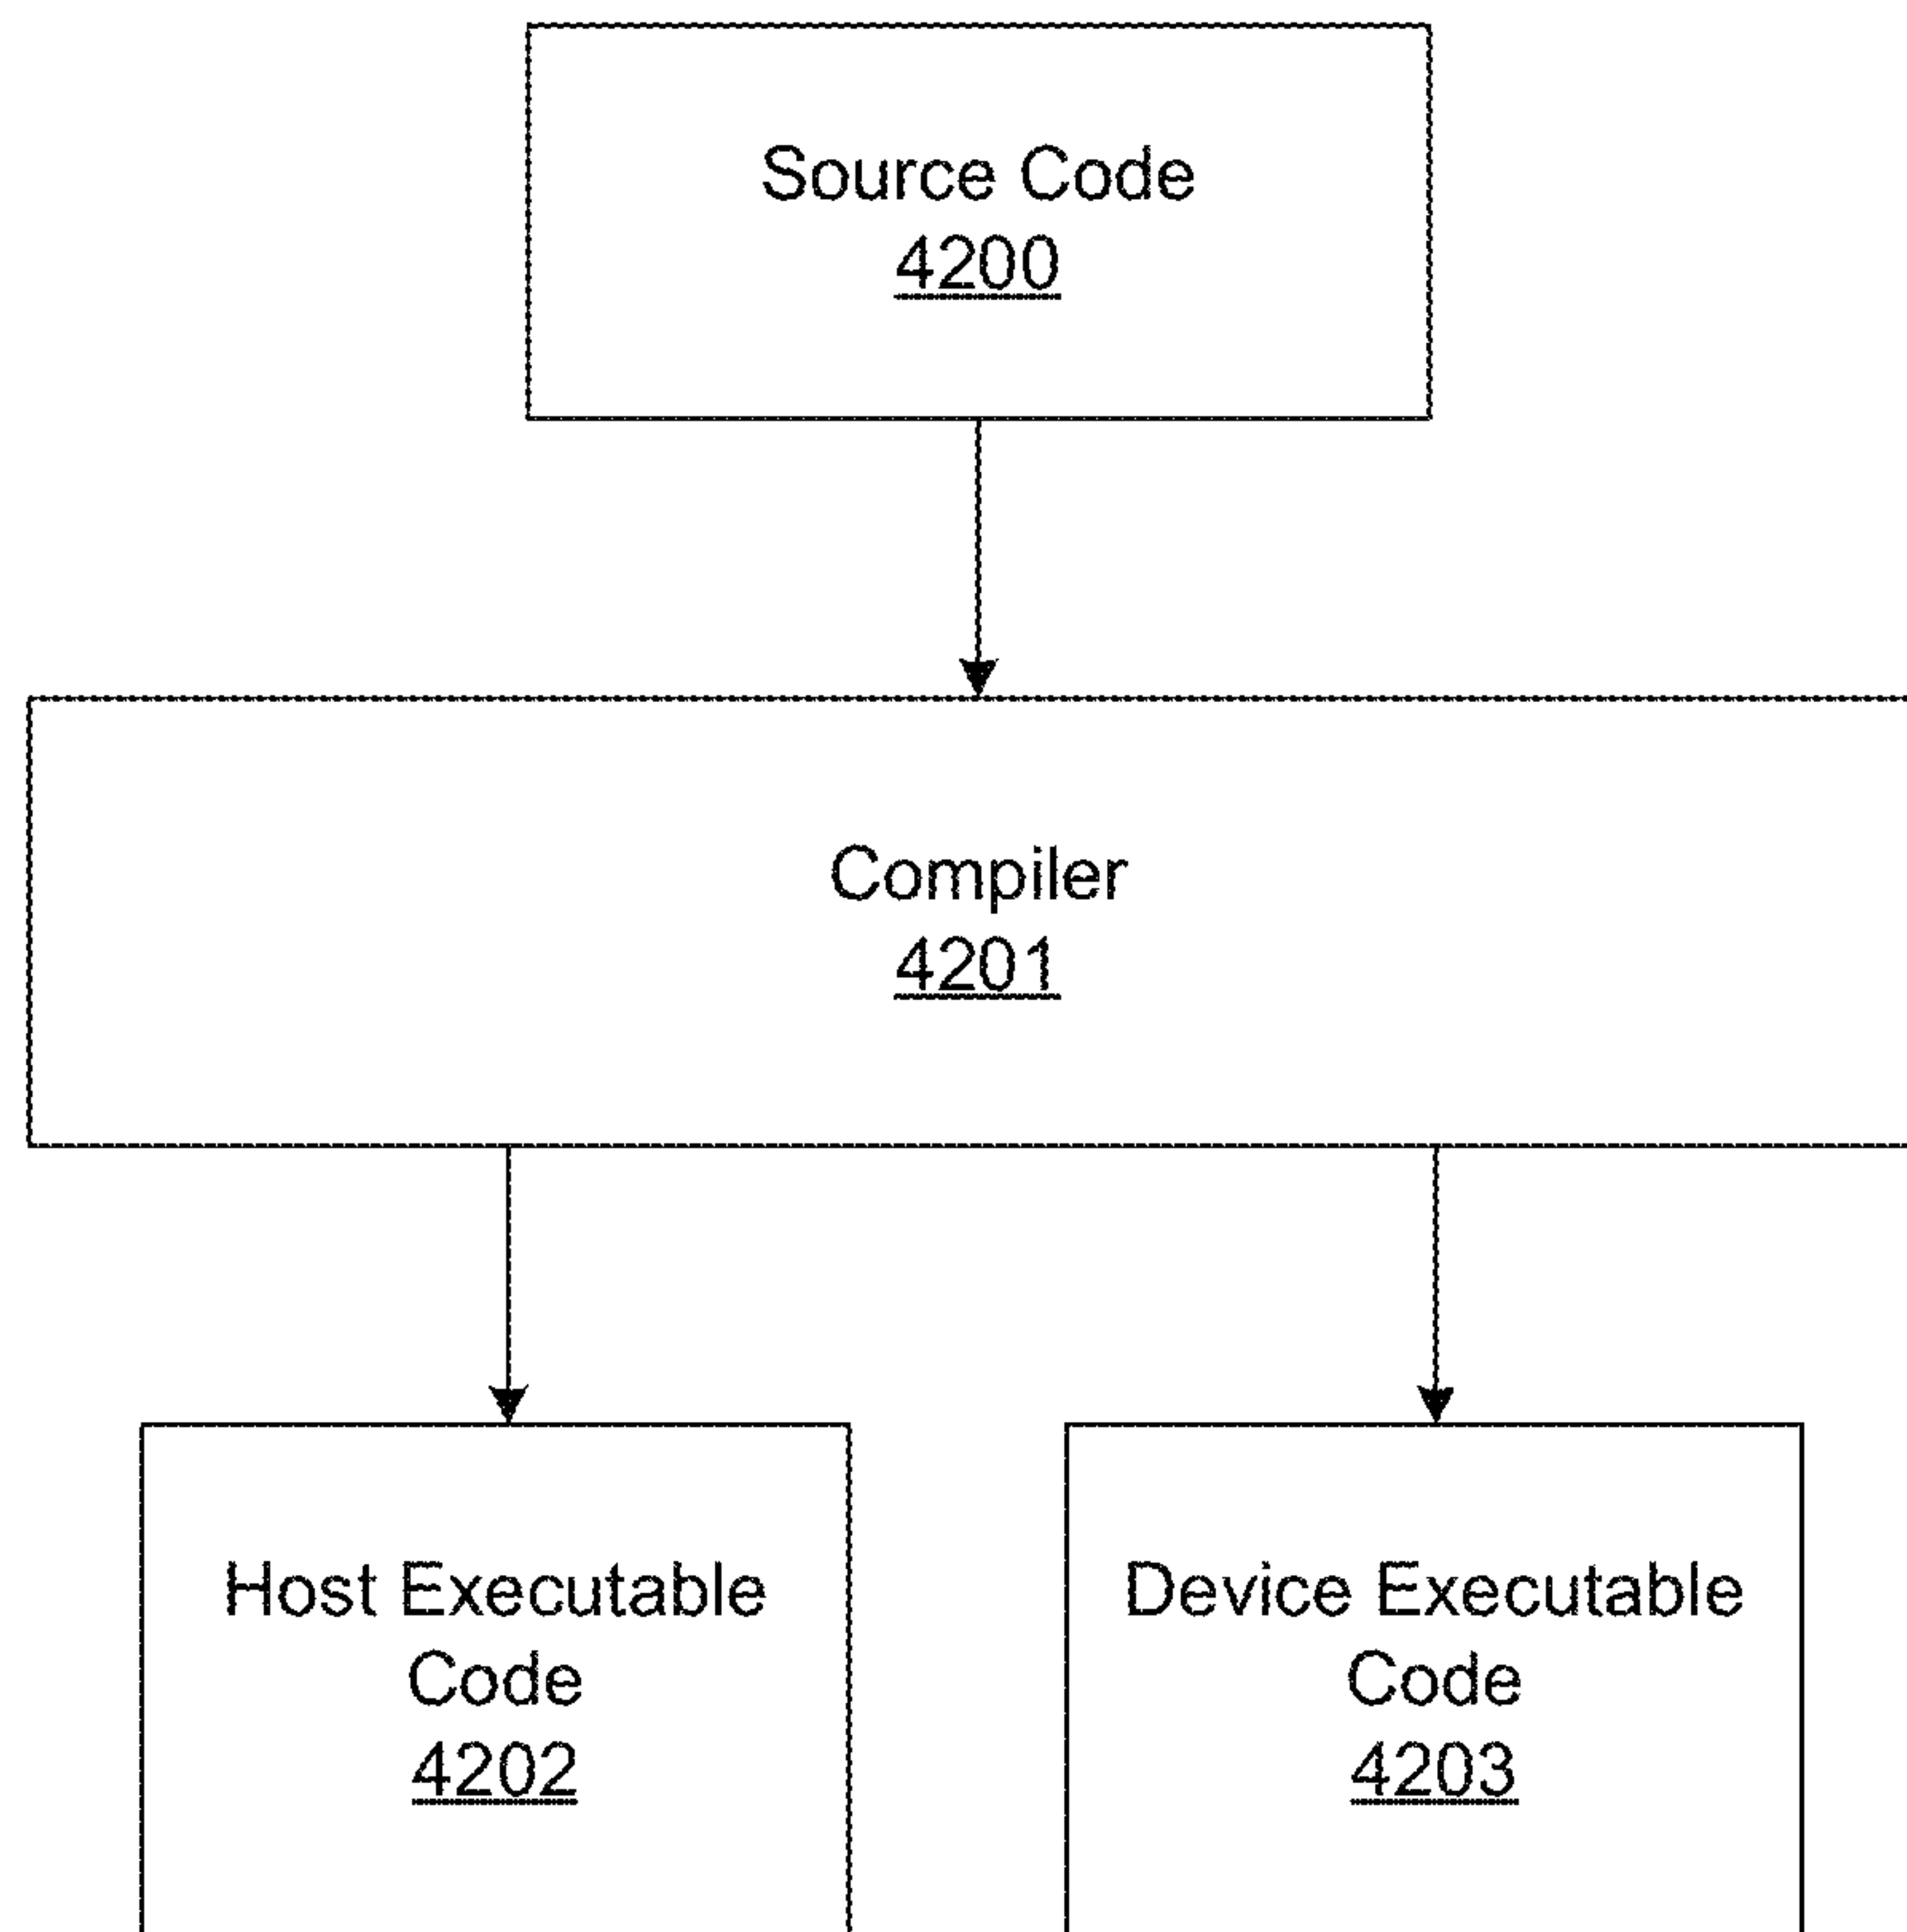 Source Code
4200
Compiler
4201
Host Executable
Code
4202
Device Executable
Code
4203